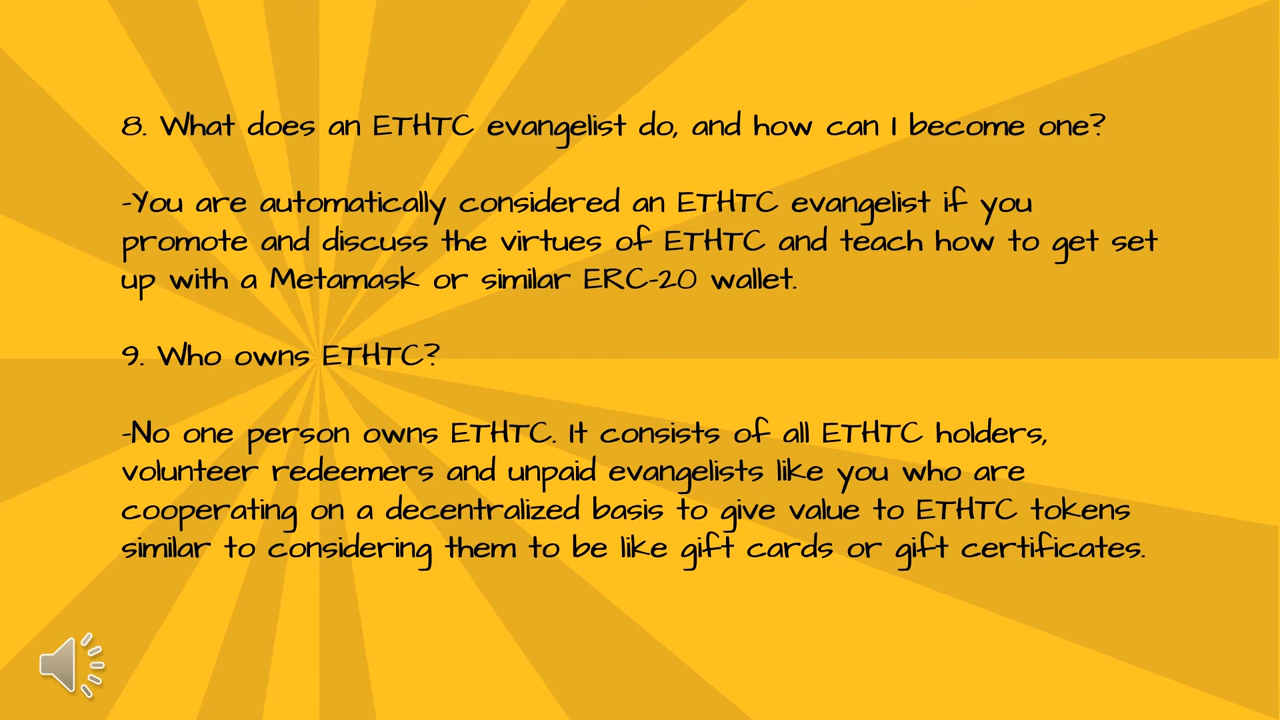 8. What does an ETHTC evangelist do, and how can I become one?
-You are automatically considered an ETHTC evangelist if you
promote and discuss the virtues of ETHTC and teach how to get set
up with a Metamask or similar ERC-20 wallet.
9. Who owns ETHTC?
-No one person owns ETHTC. It consists of all ETHTC holders,
volunteer redeemers and unpaid evangelists like you who are
cooperating on a decentralized basis to give value to ETHTC tokens
similar to considering them to be like gift cards or gift certificates.